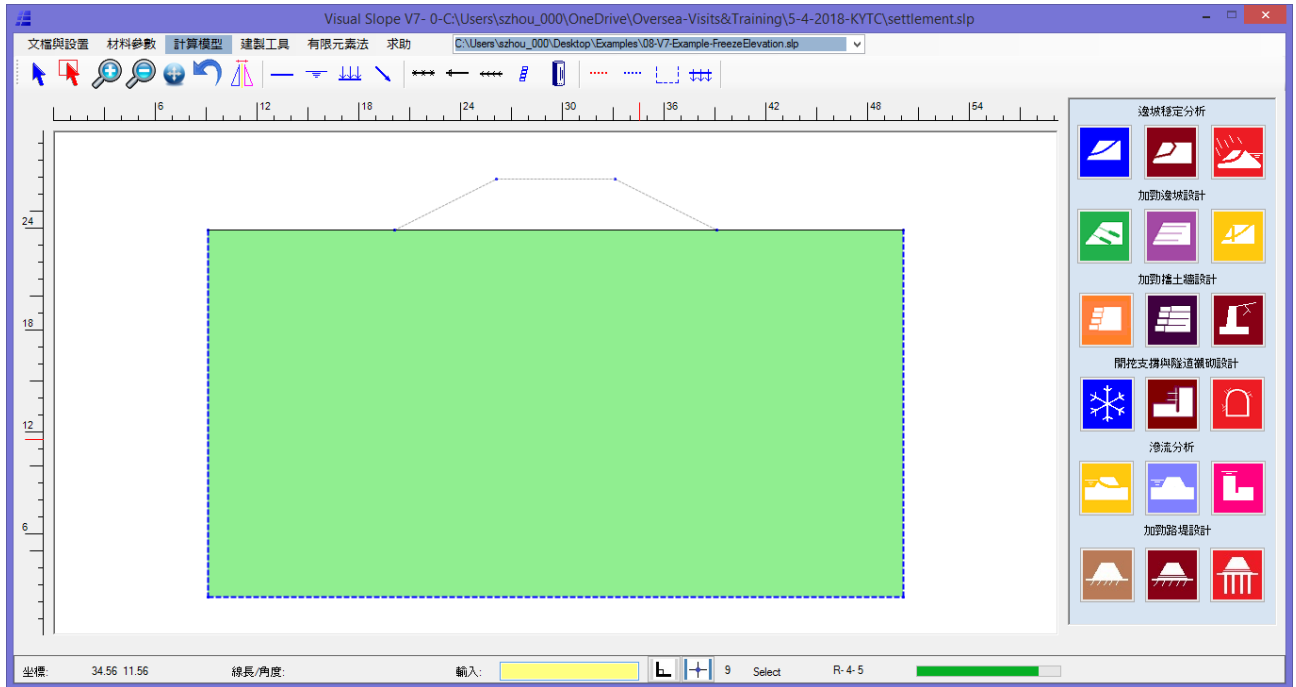 Visual Slope V7- 0-C:\Users\szhou_000\OneDrive\Oversea-Visits&Training\5-4-2018-KYTC\settlement.slp
文檔與設置 材料參數 計算模型 建製工具 有限元素法 求助 C:\Users\szhou_000\Desktop\Examples\08-V7-Example-FreezeElevation.slp
6 12 18 24 30 36 42 48 54
24
18
12
6
邊坡穩定分析
加勁邊坡設計
加勁擋土牆設計
開挖支撐與隧道襯砌設計
滲流分析
加勁路堤設計
坐標: 34.56 11.56 線長/角度: 輸入: 9 Select R- 4- 5